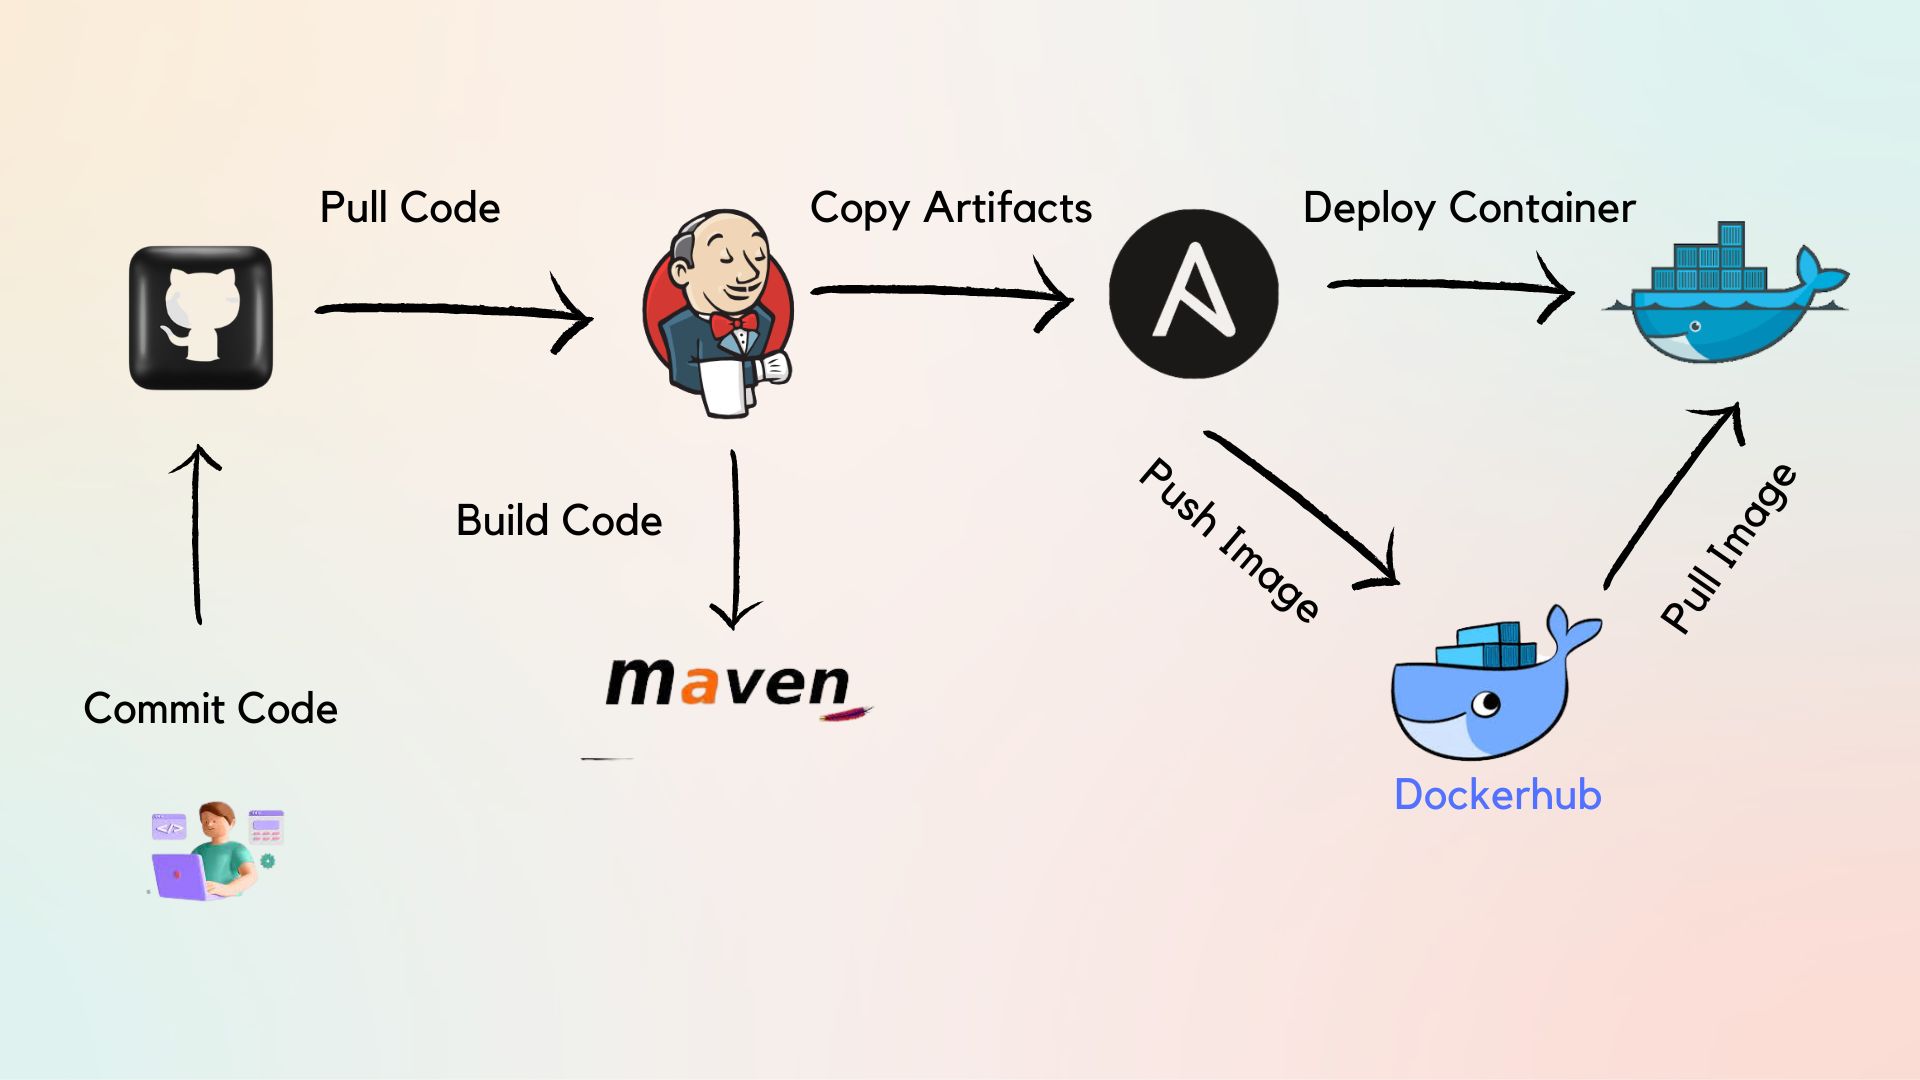 Pull Code
Copy Artifacts
Deploy Container
Build Code
Push Image
Pull Image
maven
Commit Code
Dockerhub